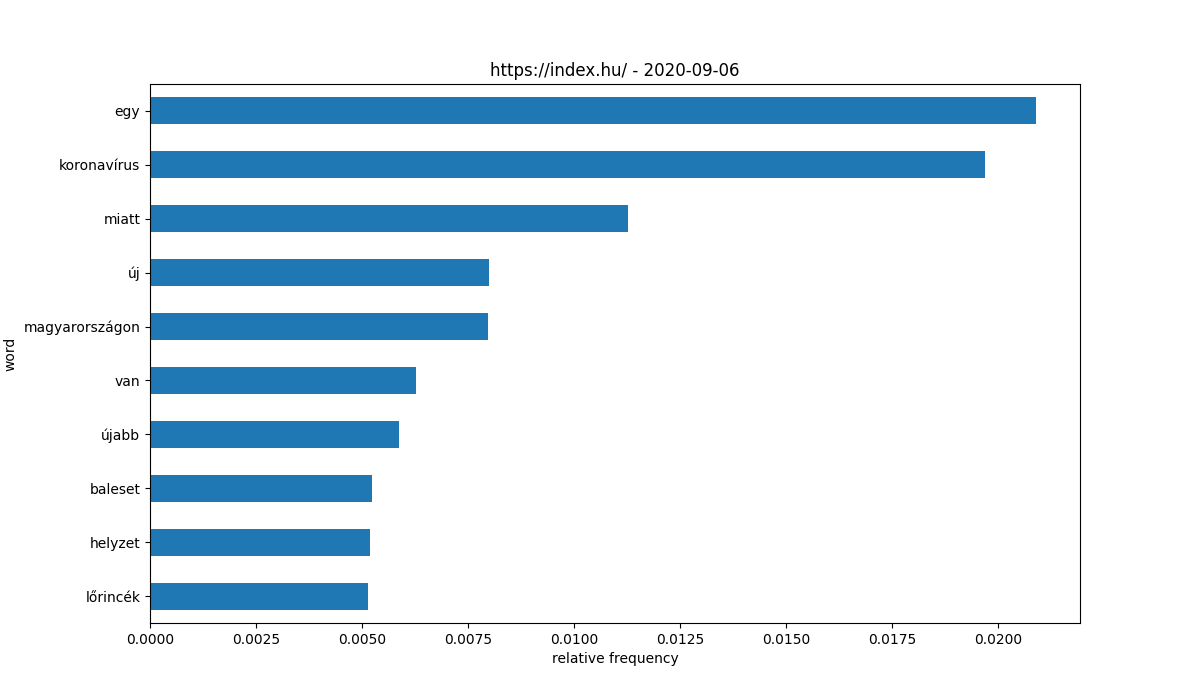 https://index.hu/ - 2020-09-06
egy
koronavírus
miatt
új
magyarországon
van
újabb
baleset
helyzet
lőrincék
word
0.0000 0.0025 0.0050 0.0075 0.0100 0.0125 0.0150 0.0175 0.0200
relative frequency